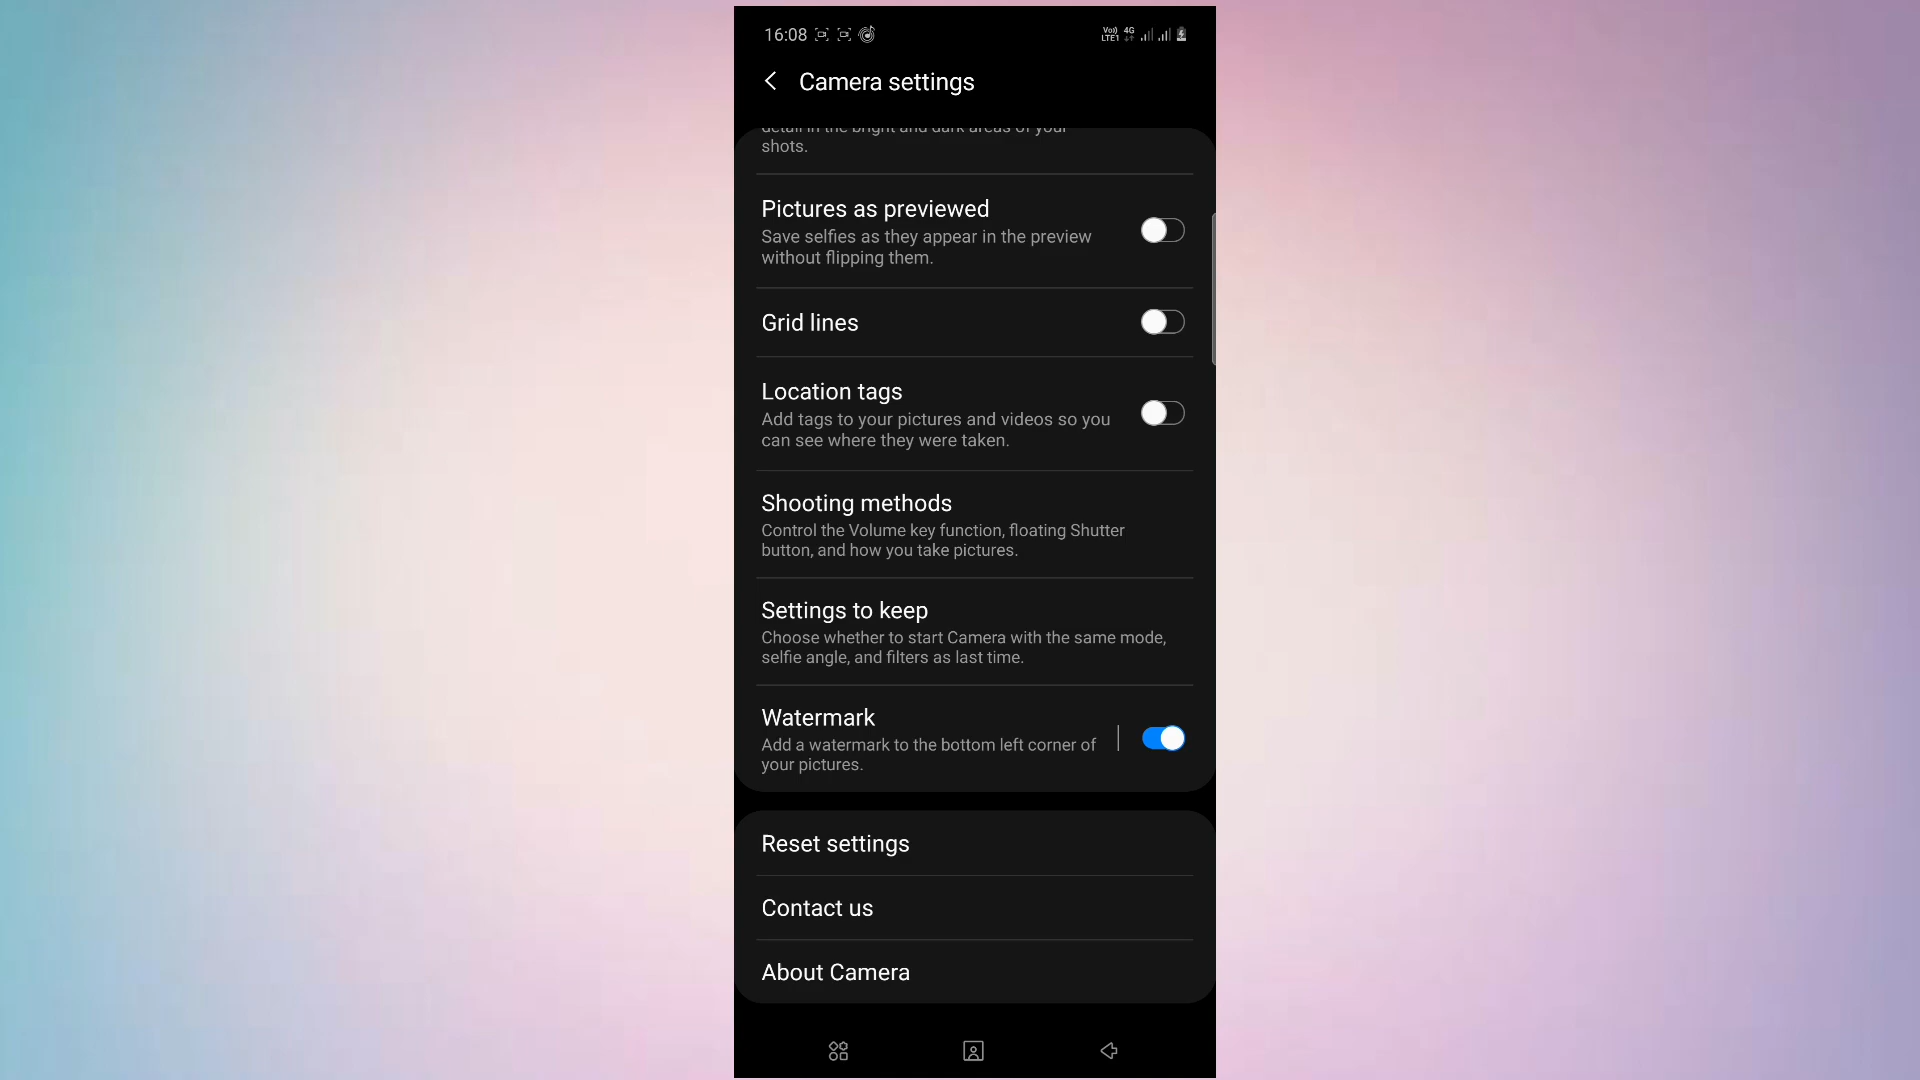 16:08
Vo))
LTE1
4G
Camera settings
detail in the bright and dark areas of your
shots.
Pictures as previewed
Save selfies as they appear in the preview
without flipping them.
Grid lines
Location tags
Add tags to your pictures and videos so you
can see where they were taken.
Shooting methods
Control the Volume key function, floating Shutter
button, and how you take pictures.
Settings to keep
Choose whether to start Camera with the same mode,
selfie angle, and filters as last time.
Watermark
Add a watermark to the bottom left corner of
your pictures.
Reset settings
Contact us
About Camera